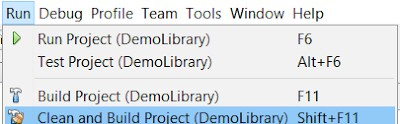 Run Debug Profile Team Tools Window Help
Run Project (DemoLibrary) F6
Test Project (DemoLibrary) Alt+F6
Build Project (DemoLibrary) F11
Clean and Build Project (DemoLibrary) Shift+F11